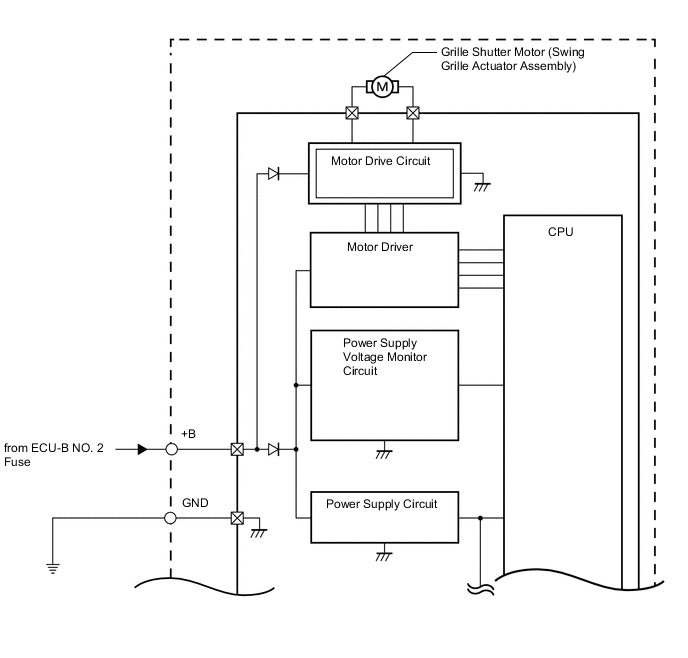 Grille Shutter Motor (Swing
Grille Actuator Assembly)
M
Motor Drive Circuit
CPU
Motor Driver
Power Supply
Voltage Monitor
Circuit
+B
from ECU-B NO. 2
Fuse
GND
Power Supply Circuit